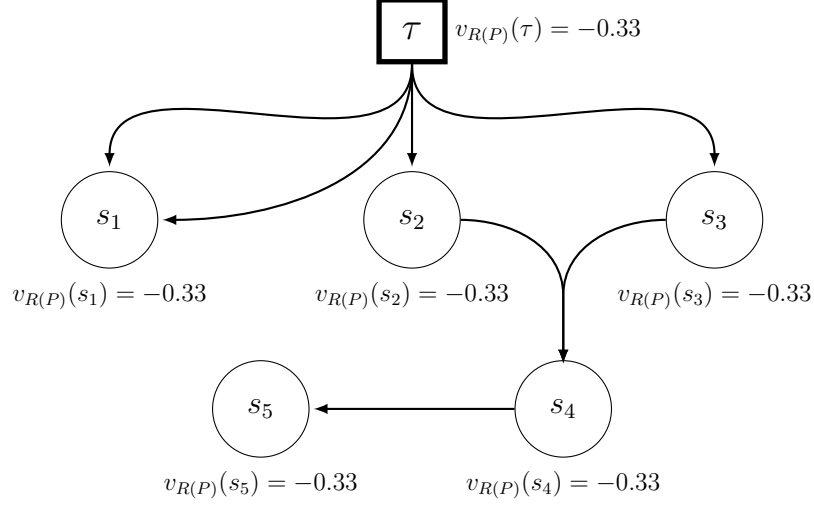 τ v_{R(P)}(τ) = −0.33
s_1 s_2 s_3
v_{R(P)}(s_1) = −0.33 v_{R(P)}(s_2) = −0.33 v_{R(P)}(s_3) = −0.33
s_5 s_4
v_{R(P)}(s_5) = −0.33 v_{R(P)}(s_4) = −0.33